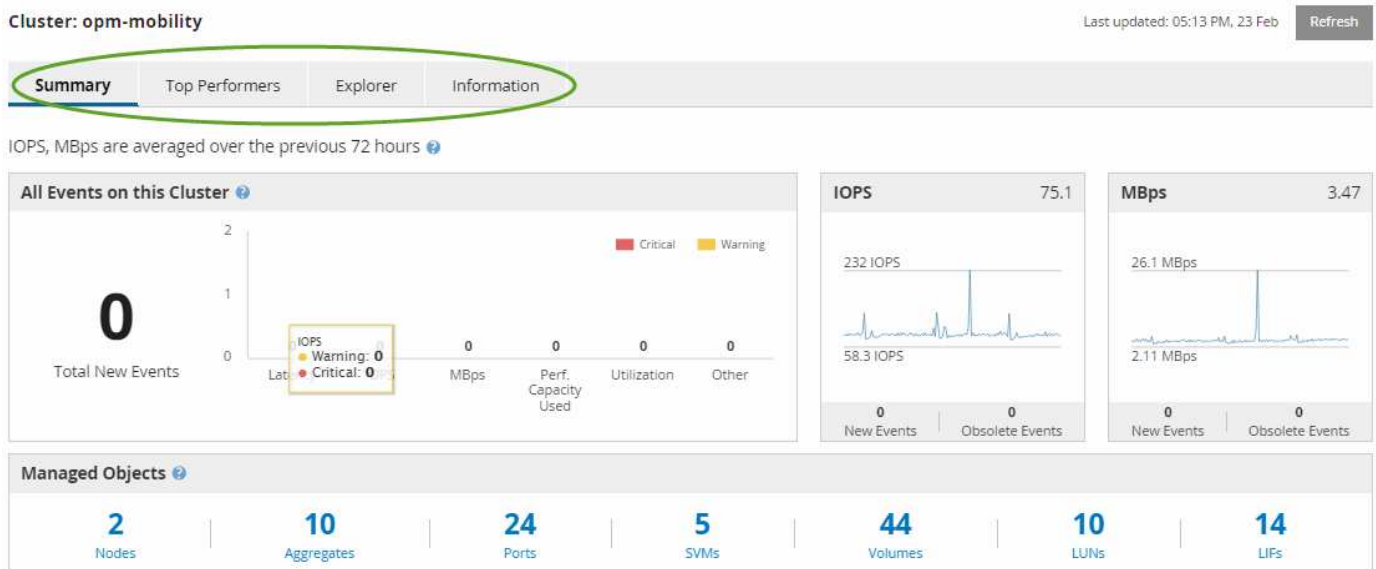 Cluster: opm-mobility
Last updated: 05:13 PM, 23 Feb
Refresh
Summary
Top Performers
Explorer
Information
IOPS, MBps are averaged over the previous 72 hours
All Events on this Cluster
0
Total New Events
2
1
0
Critical
Warning
IOPS
Warning: 0
Critical: 0
0
0
0
0
MBps
Perf.
Capacity
Used
Utilization
Other
IOPS
75.1
232 IOPS
58.3 IOPS
0
New Events
0
Obsolete Events
MBps
3.47
26.1 MBps
2.11 MBps
0
New Events
0
Obsolete Events
Managed Objects
2
Nodes
10
Aggregates
24
Ports
5
SVMs
44
Volumes
10
LUNs
14
LIFs